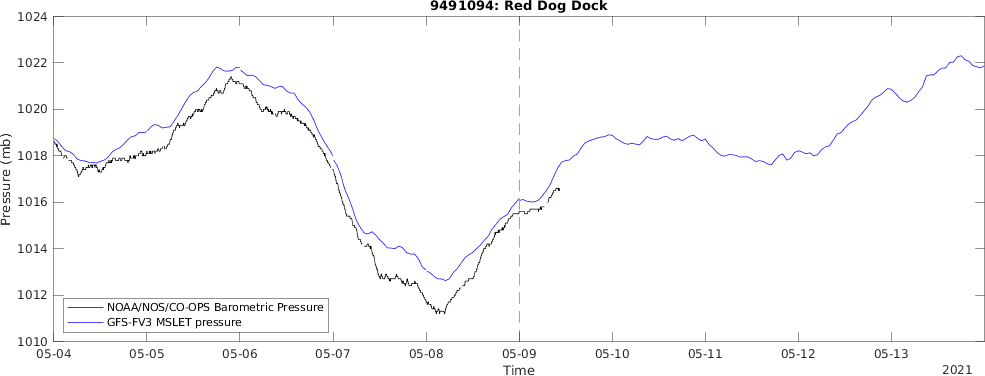 9491094: Red Dog Dock
Pressure (mb)
1024
1022
1020
1018
1016
1014
1012
1010
NOAA/NOS/CO-OPS Barometric Pressure
GFS-FV3 MSLET pressure
05-04 05-05 05-06 05-07 05-08 05-09 05-10 05-11 05-12 05-13
Time
2021